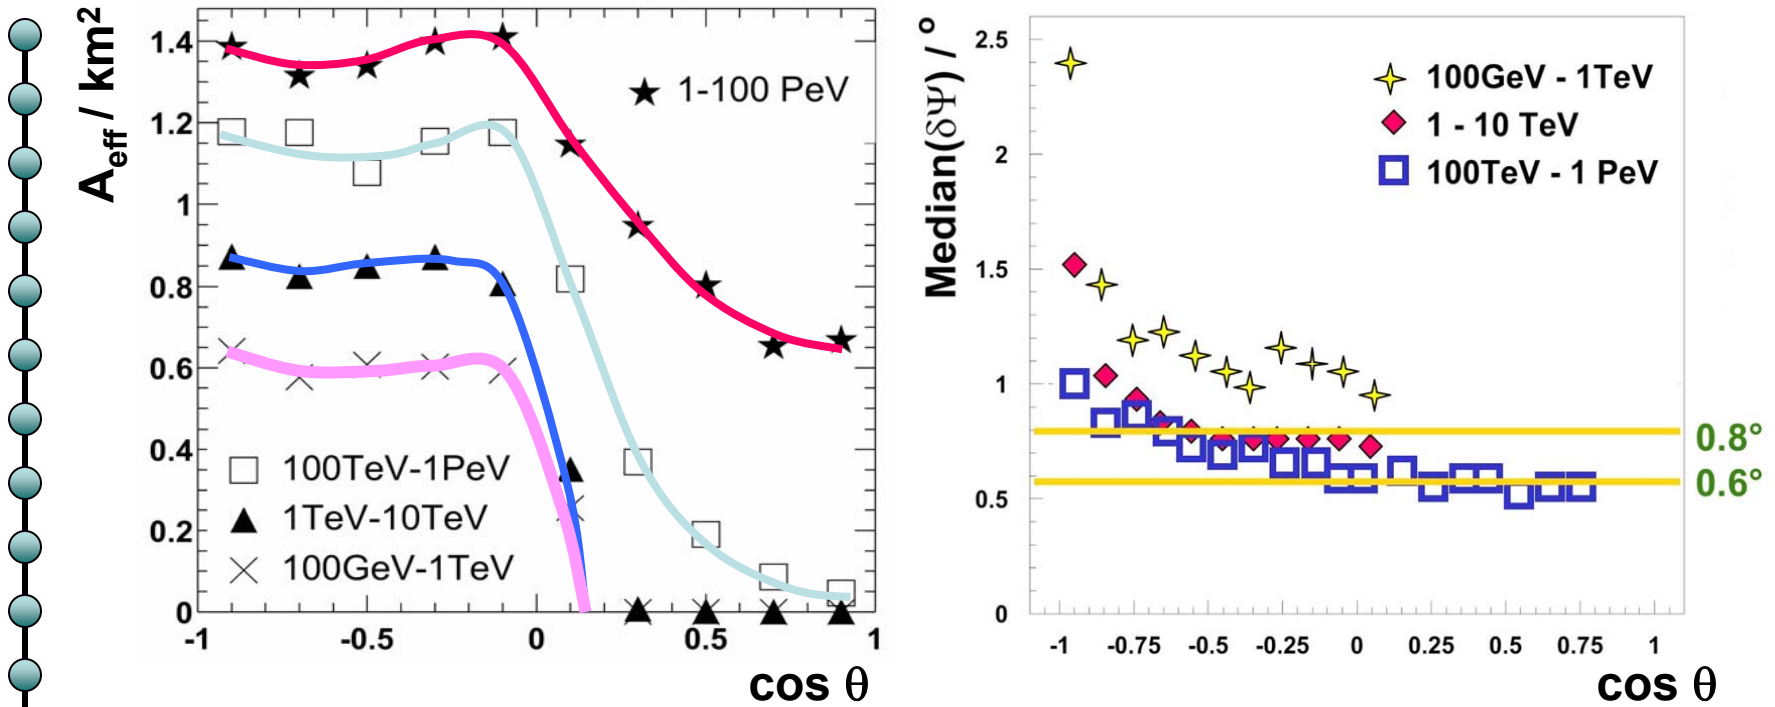 A_eff / km²
1.4
1.2
1
0.8
0.6
0.4
0.2
0
-1
-0.5
0
0.5
1
cos θ
1-100 PeV
100TeV-1PeV
1TeV-10TeV
100GeV-1TeV
Median(δΨ) / °
2.5
2
1.5
1
0.5
0
-1
-0.75
-0.5
-0.25
0
0.25
0.5
0.75
1
cos θ
100GeV - 1TeV
1 - 10 TeV
100TeV - 1 PeV
0.8°
0.6°